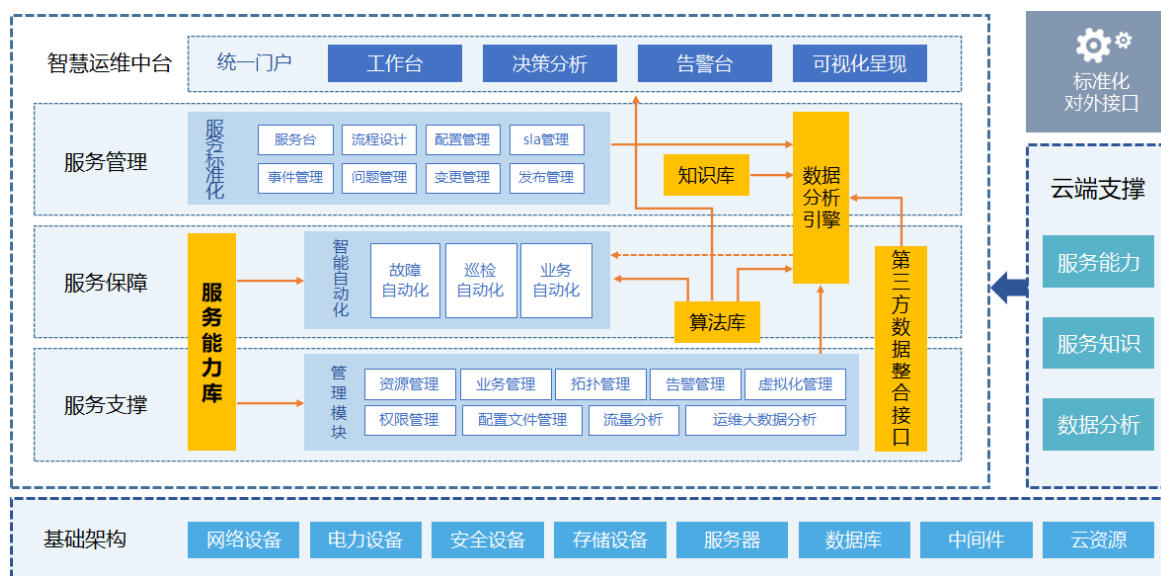 智慧运维中台
统一门户
工作台
决策分析
告警台
可视化呈现
标准化
对外接口
服务管理
服务标准化
服务台
流程设计
配置管理
sla管理
事件管理
问题管理
变更管理
发布管理
知识库
数据
分析
引擎
服务保障
智能自动化
故障
自动化
巡检
自动化
业务
自动化
算法库
第三方数据整合接口
服务能力库
服务支撑
管理模块
资源管理
业务管理
拓扑管理
告警管理
虚拟化管理
权限管理
配置文件管理
流量分析
运维大数据分析
云端支撑
服务能力
服务知识
数据分析
基础架构
网络设备
电力设备
安全设备
存储设备
服务器
数据库
中间件
云资源